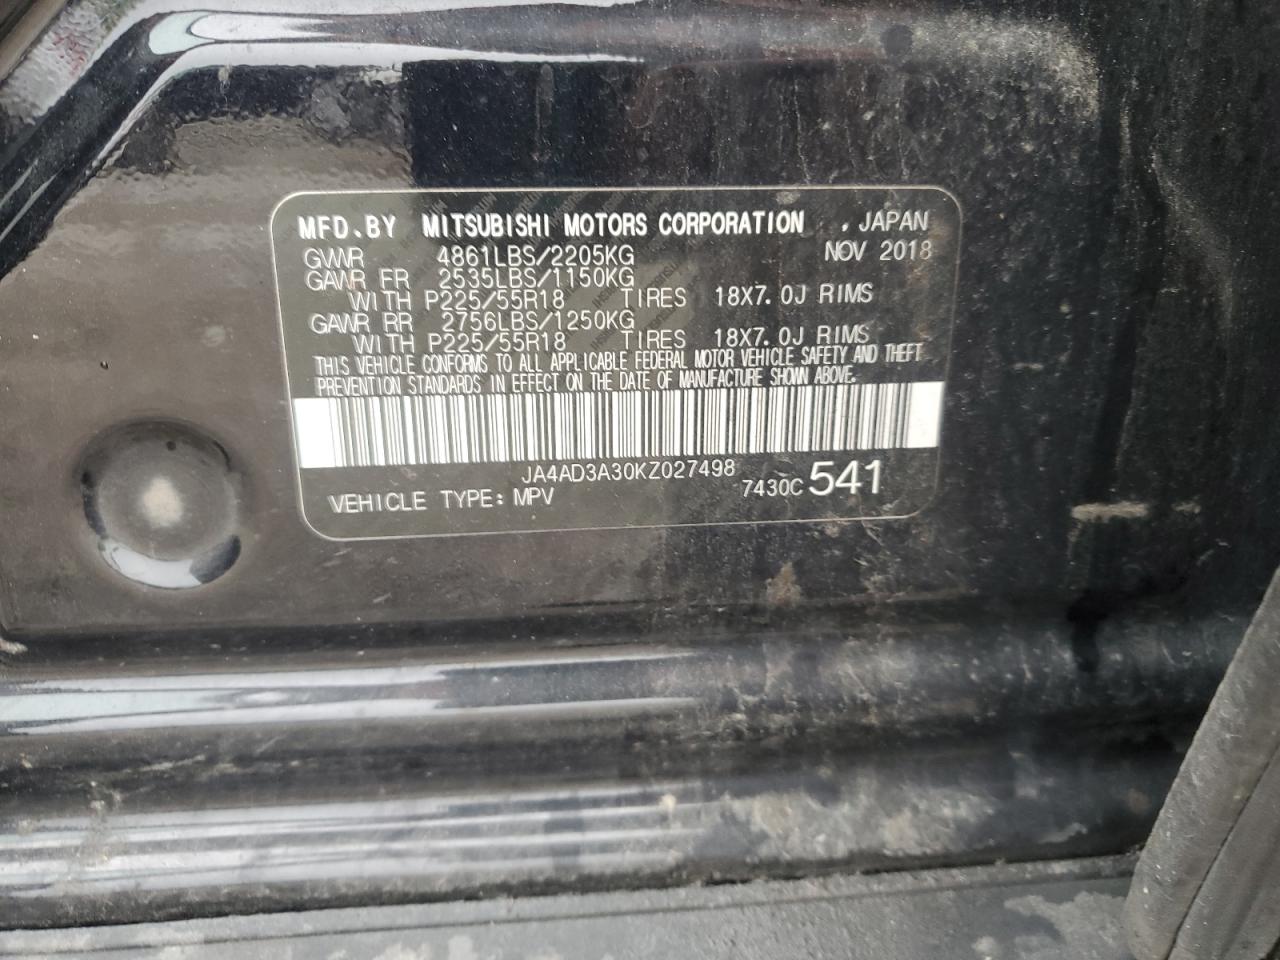 MFD.BY MITSUBISHI MOTORS CORPORATION , JAPAN
GVWR 4861LBS/2205KG NOV 2018
GAWR FR 2535LBS/1150KG
WITH P225/55R18 TIRES 18X7.0J RIMS
GAWR RR 2756LBS/1250KG
WITH P225/55R18 TIRES 18X7.0J RIMS
THIS VEHICLE CONFORMS TO ALL APPLICABLE FEDERAL MOTOR VEHICLE SAFETY AND THEFT
PREVENTION STANDARDS IN EFFECT ON THE DATE OF MANUFACTURE SHOWN ABOVE.
JA4AD3A30KZ027498
VEHICLE TYPE: MPV 7430C 541